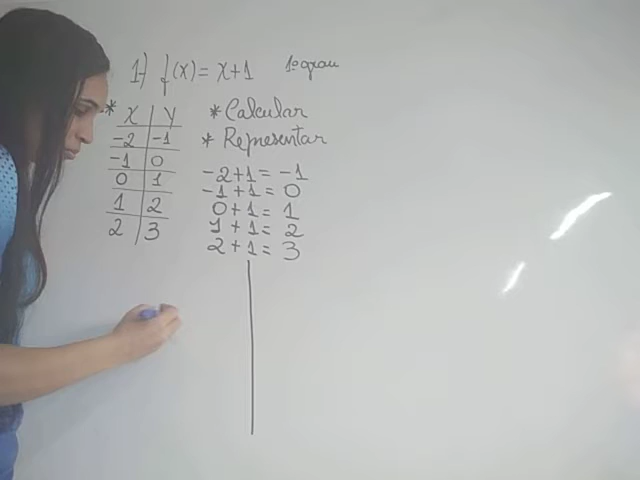 1) f(x) = x+1 1º grau
* X | Y * Calcular
-2 | -1 * Representar
-1 | 0
0 | 1
1 | 2
2 | 3
-2+1 = -1
-1+1 = 0
0+1 = 1
1+1 = 2
2+1 = 3